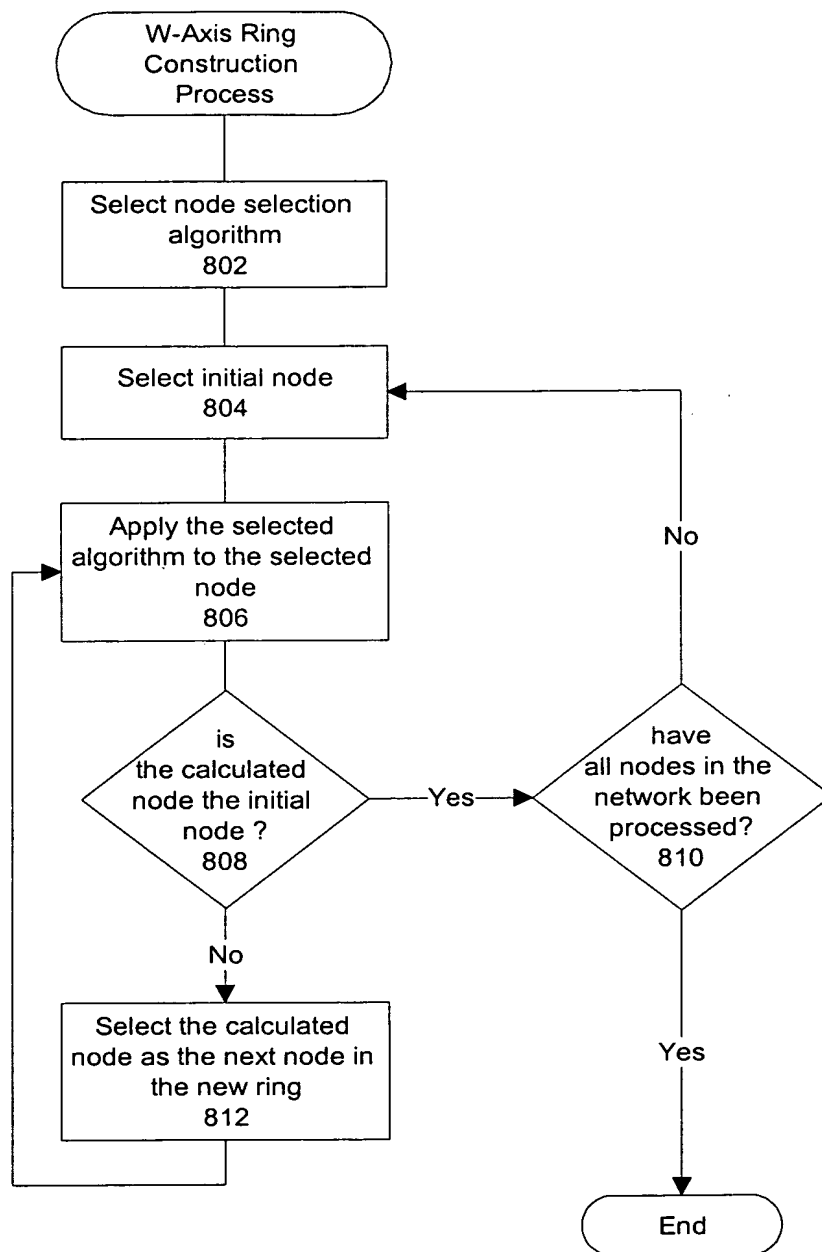 W-Axis Ring
Construction
Process
Select node selection
algorithm
802
Select initial node
804
Apply the selected
algorithm to the selected
node
806
No
is
the calculated
node the initial
node ?
808
Yes
have
all nodes in the
network been
processed?
810
No
Select the calculated
node as the next node in
the new ring
812
Yes
End